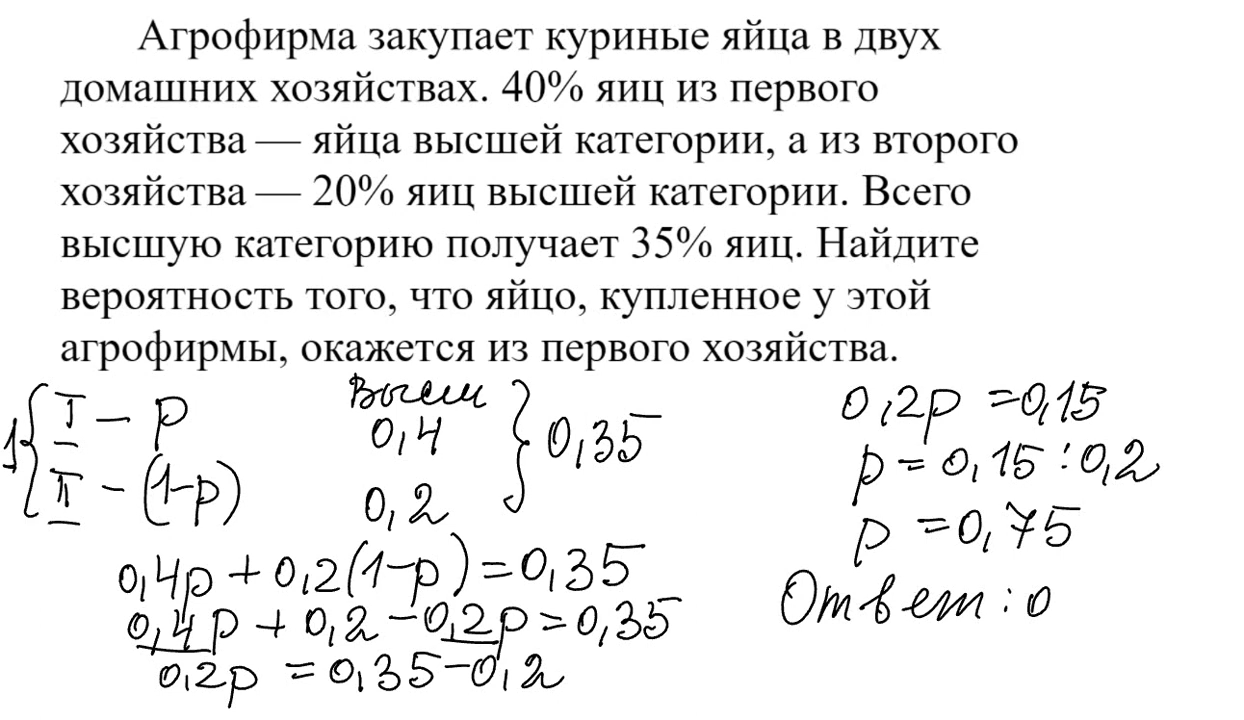 Агрофирма закупает куриные яйца в двух
домашних хозяйствах. 40% яиц из первого
хозяйства — яйца высшей категории, а из второго
хозяйства — 20% яиц высшей категории. Всего
высшую категорию получает 35% яиц. Найдите
вероятность того, что яйцо, купленное у этой
агрофирмы, окажется из первого хозяйства.
Высш
1 { I – p 0,4 } 0,35
II – (1-p) 0,2
0,4p + 0,2(1-p) = 0,35
0,4p + 0,2 - 0,2p = 0,35
0,2p = 0,35-0,2
0,2p = 0,15
p = 0,15 : 0,2
p = 0,75
Ответ: 0